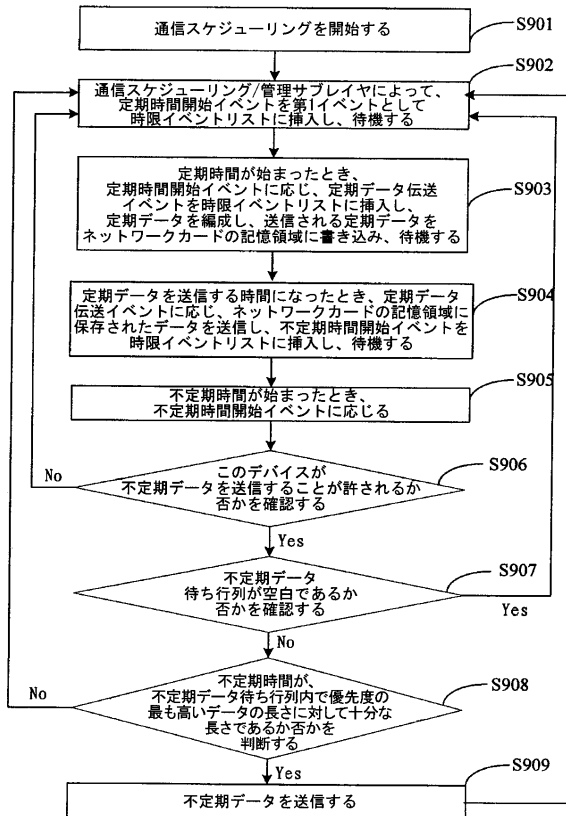 通信スケジューリングを開始する
S901
通信スケジューリング/管理サブレイヤによって、
定期時間開始イベントを第1イベントとして
時限イベントリストに挿入し、待機する
S902
定期時間が始まったとき、
定期時間開始イベントに応じ、定期データ伝送
イベントを時限イベントリストに挿入し、
定期データを編成し、送信される定期データを
ネットワークカードの記憶領域に書き込み、待機する
S903
定期データを送信する時間になったとき、定期データ
伝送イベントに応じ、ネットワークカードの記憶領域に
保存されたデータを送信し、不定期時間開始イベントを
時限イベントリストに挿入し、待機する
S904
不定期時間が始まったとき、
不定期時間開始イベントに応じる
S905
No
このデバイスが
不定期データを送信することが許されるか
否かを確認する
S906
Yes
不定期データ
待ち行列が空白であるか
否かを確認する
S907
Yes
No
No
不定期時間が、
不定期データ待ち行列内で優先度の
最も高いデータの長さに対して十分な
長さであるか否かを
判断する
S908
Yes
不定期データを送信する
S909